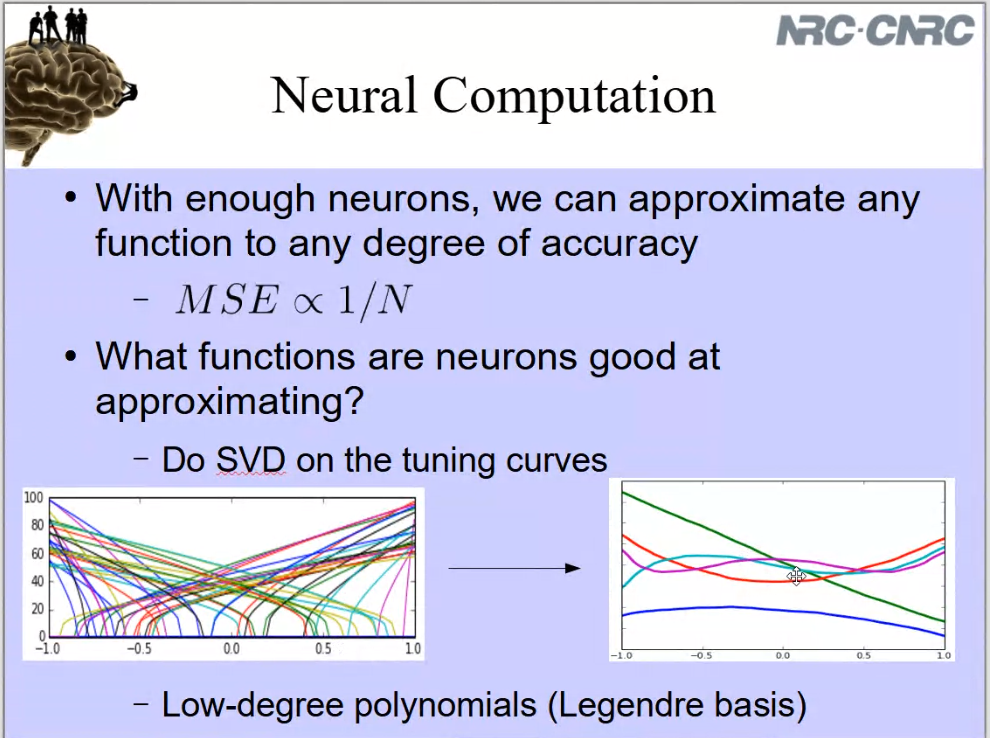 NRC·CNRC
Neural Computation
• With enough neurons, we can approximate any
function to any degree of accuracy
– MSE ∝ 1/N
• What functions are neurons good at
approximating?
– Do SVD on the tuning curves
100
80
60
40
20
0
−1.0 −0.5 0.0 0.5 1.0
−1.0 −0.5 0.0 0.5 1.0
– Low-degree polynomials (Legendre basis)